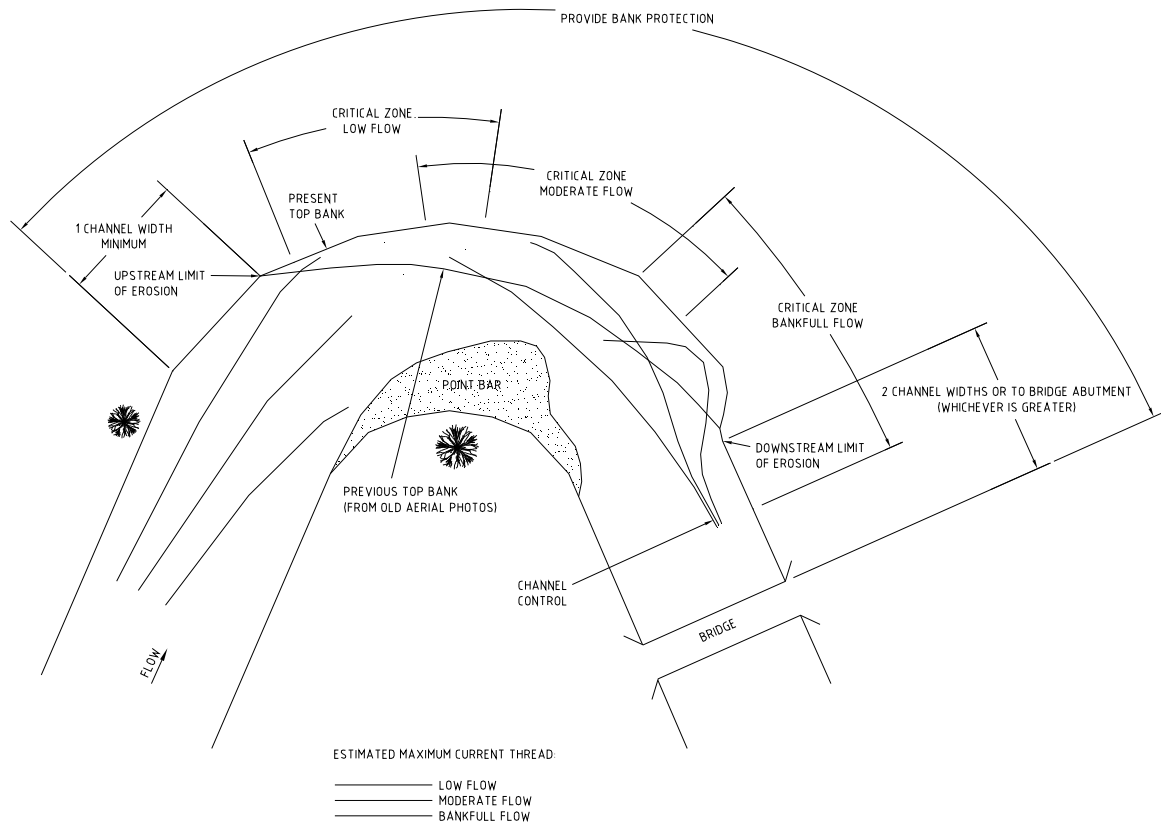 PROVIDE BANK PROTECTION
CRITICAL ZONE
LOW FLOW
CRITICAL ZONE
MODERATE FLOW
PRESENT
TOP BANK
1 CHANNEL WIDTH
MINIMUM
UPSTREAM LIMIT
OF EROSION
CRITICAL ZONE
BANKFULL FLOW
2 CHANNEL WIDTHS OR TO BRIDGE ABUTMENT
(WHICHEVER IS GREATER)
POINT BAR
DOWNSTREAM LIMIT
OF EROSION
PREVIOUS TOP BANK
(FROM OLD AERIAL PHOTOS)
CHANNEL
CONTROL
BRIDGE
FLOW
ESTIMATED MAXIMUM CURRENT THREAD:
LOW FLOW
MODERATE FLOW
BANKFULL FLOW